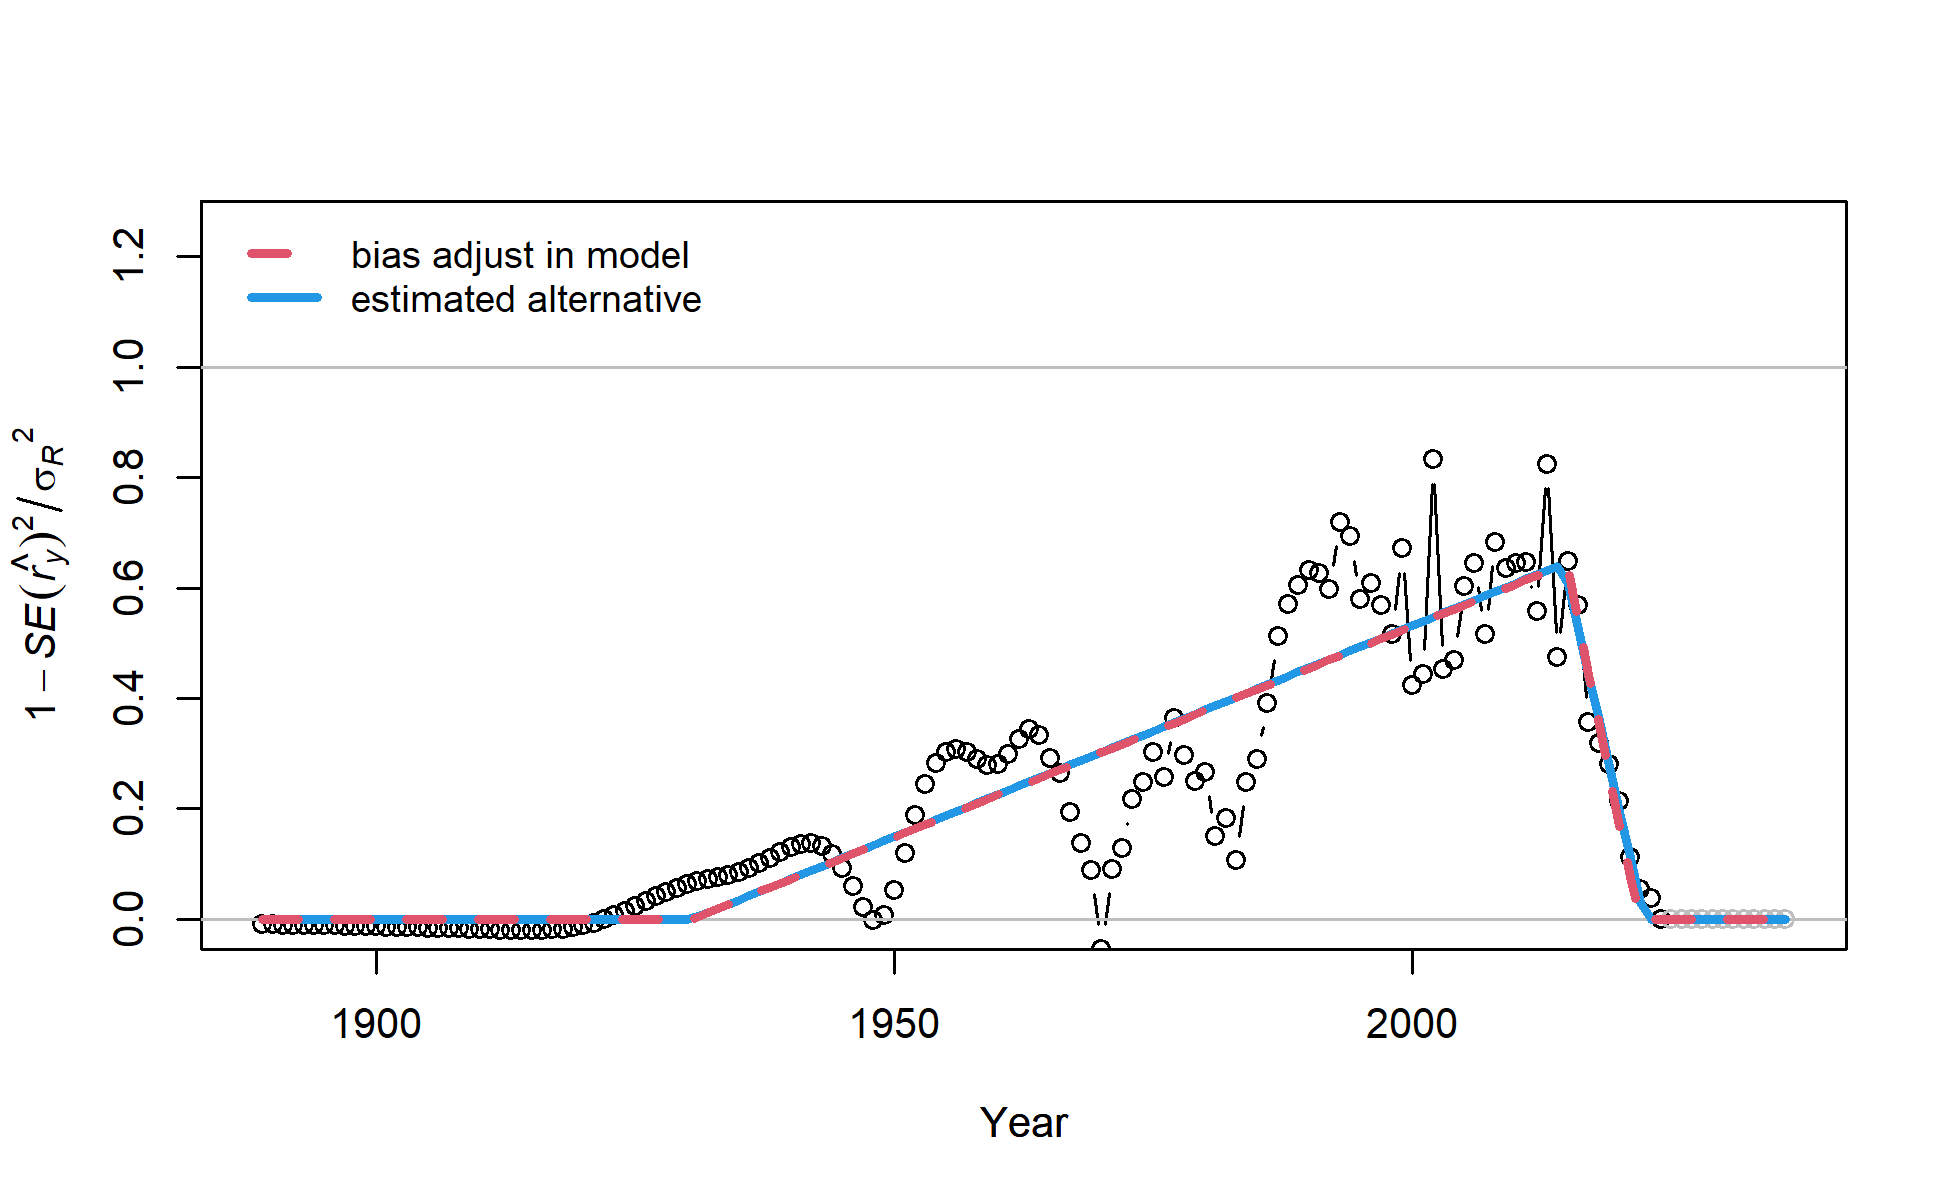 bias adjust in model
estimated alternative
1.2
1.0
0.8
0.6
0.4
0.2
0.0
1 − SE(r̂y)² / σR²
1900 1950 2000
Year